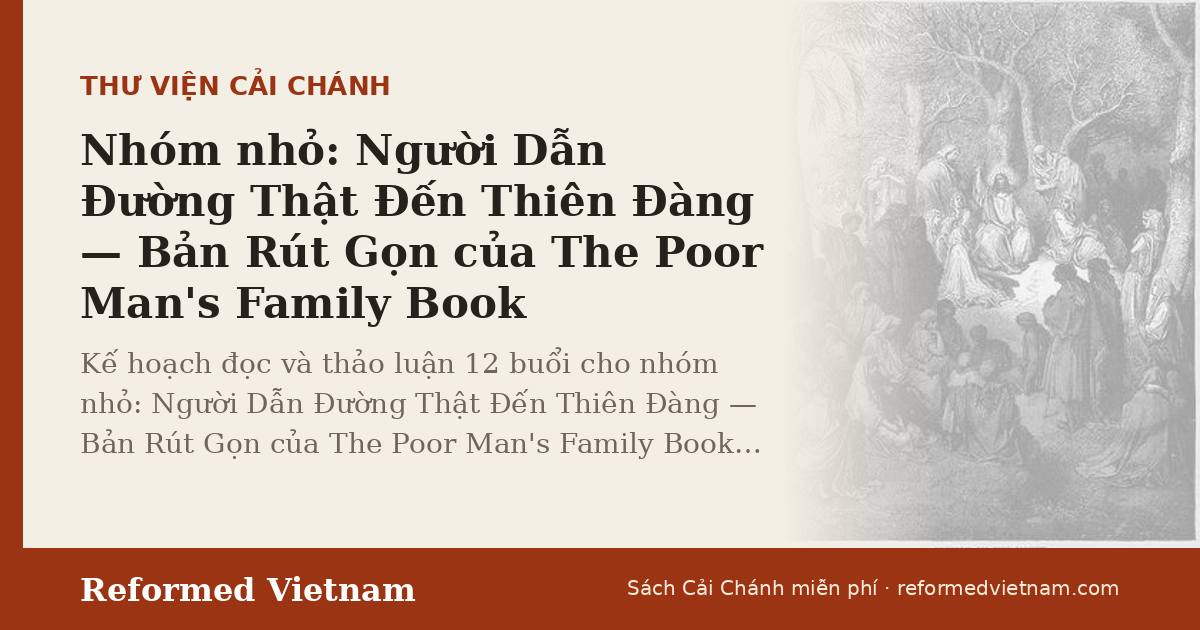 THƯ VIỆN CẢI CHÁNH
Nhóm nhỏ: Người Dẫn
Đường Thật Đến Thiên Đàng
— Bản Rút Gọn của The Poor
Man's Family Book
Kế hoạch đọc và thảo luận 12 buổi cho nhóm
nhỏ: Người Dẫn Đường Thật Đến Thiên Đàng —
Bản Rút Gọn của The Poor Man's Family Book...
Reformed Vietnam
Sách Cải Chánh miễn phí · reformedvietnam.com